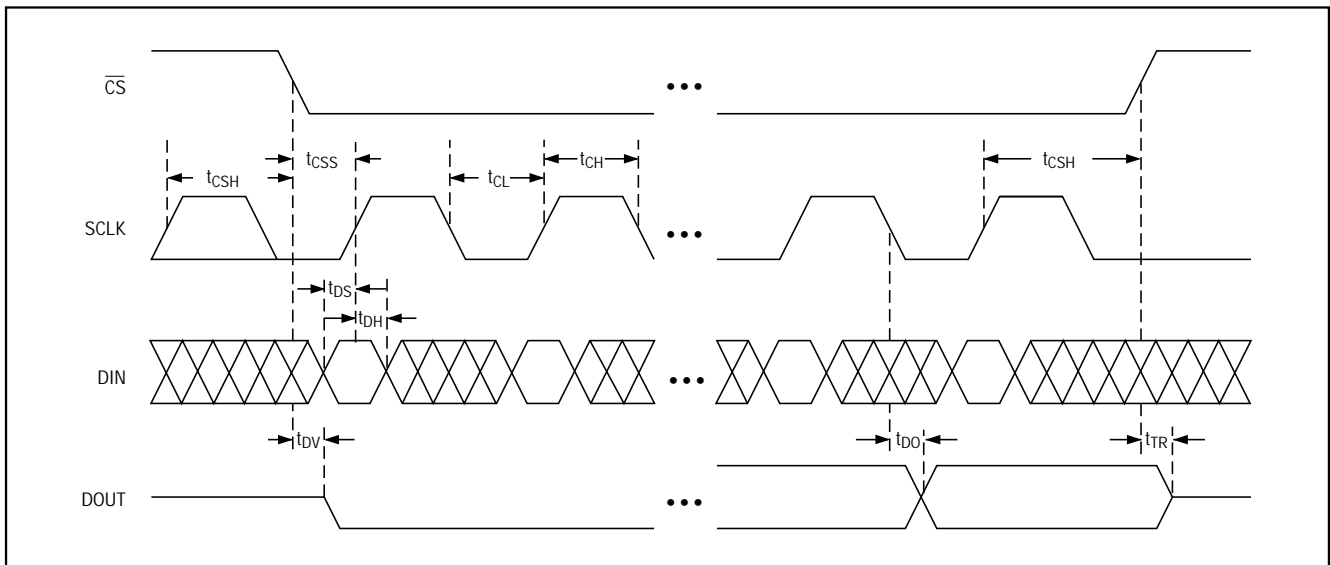 CS
tCSS
tCH
tCSH
tCL
tCSH
SCLK
tDS
tDH
DIN
tDV
tDO
tTR
DOUT